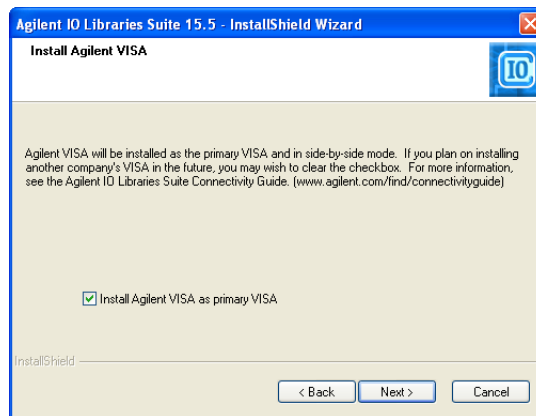 Agilent IO Libraries Suite 15.5 - InstallShield Wizard
Install Agilent VISA
IO
Agilent VISA will be installed as the primary VISA and in side-by-side mode. If you plan on installing
another company's VISA in the future, you may wish to clear the checkbox. For more information,
see the Agilent IO Libraries Suite Connectivity Guide. (www.agilent.com/find/connectivityguide)
Install Agilent VISA as primary VISA
InstallShield
< Back Next > Cancel